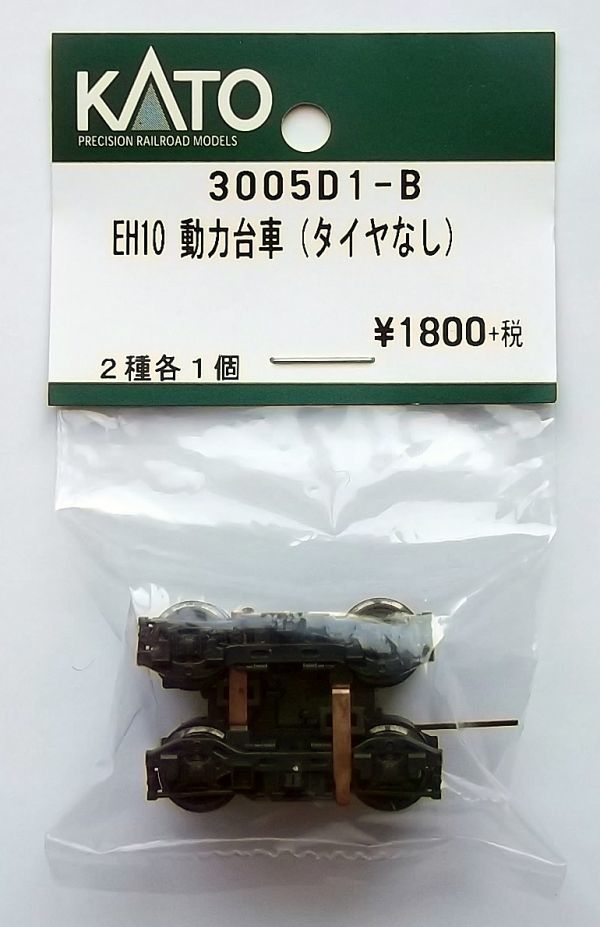 KATO
PRECISION RAILROAD MODELS
3005D1-B
EH10 動力台車（タイヤなし）
¥1800+税
2種各1個